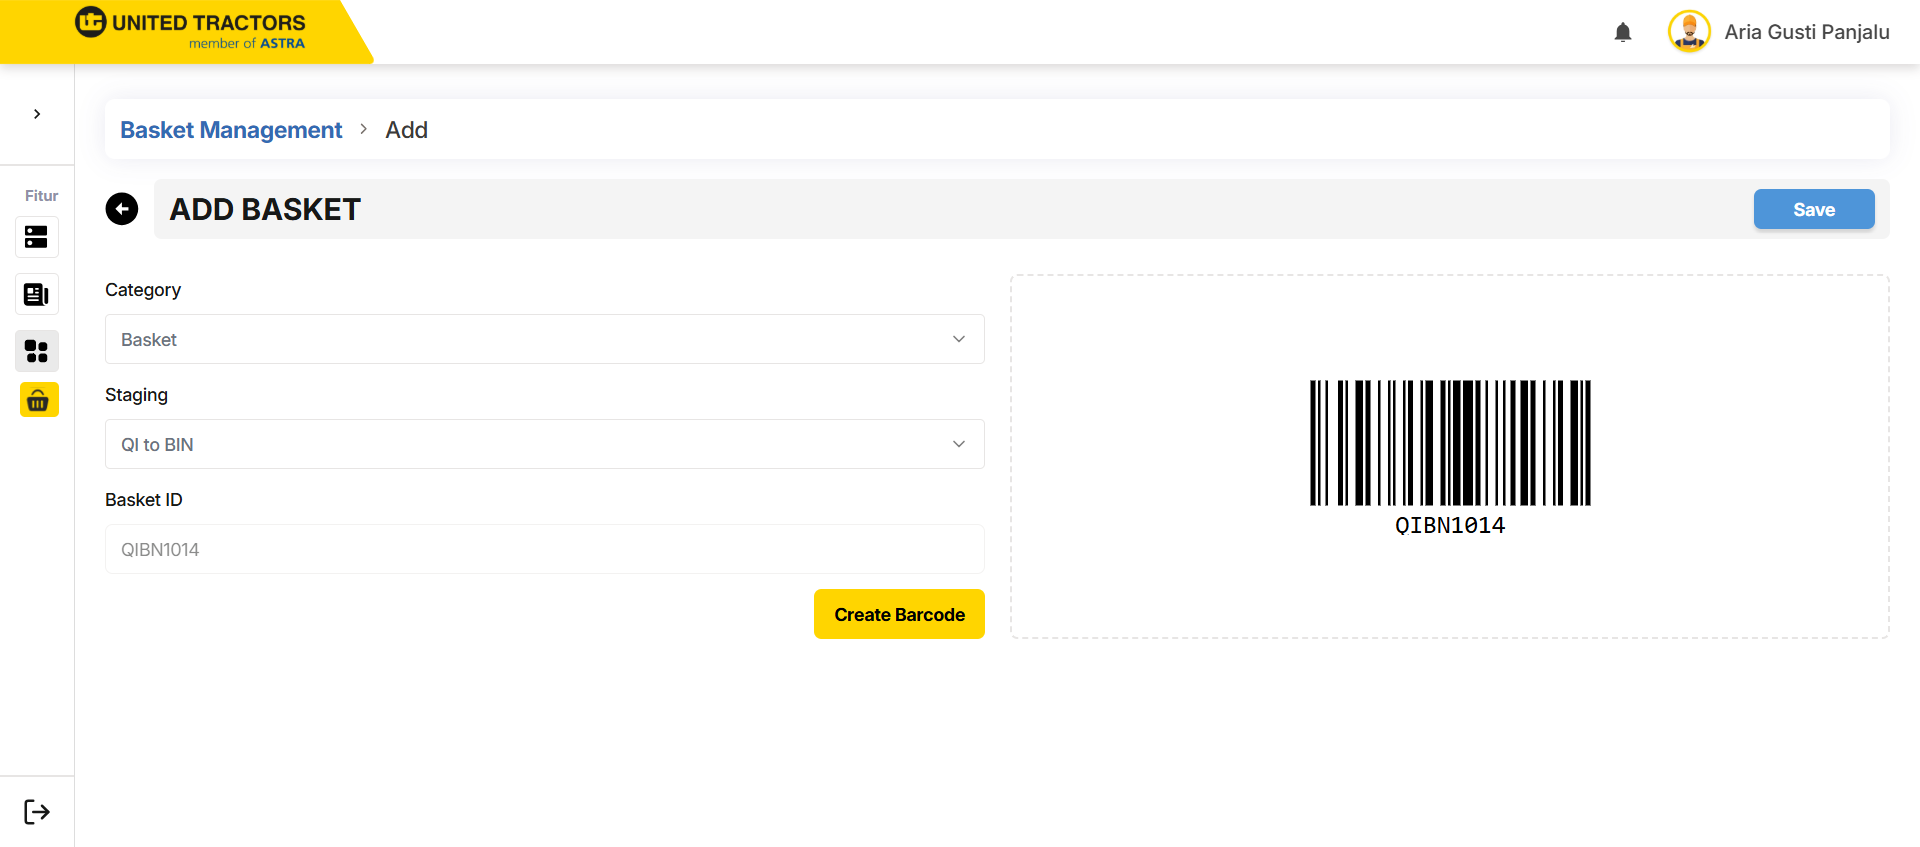 UNITED TRACTORS
member of ASTRA
Aria Gusti Panjalu
Basket Management > Add
Fitur
ADD BASKET
Save
Category
Basket
Staging
QI to BIN
Basket ID
QIBN1014
Create Barcode
QIBN1014